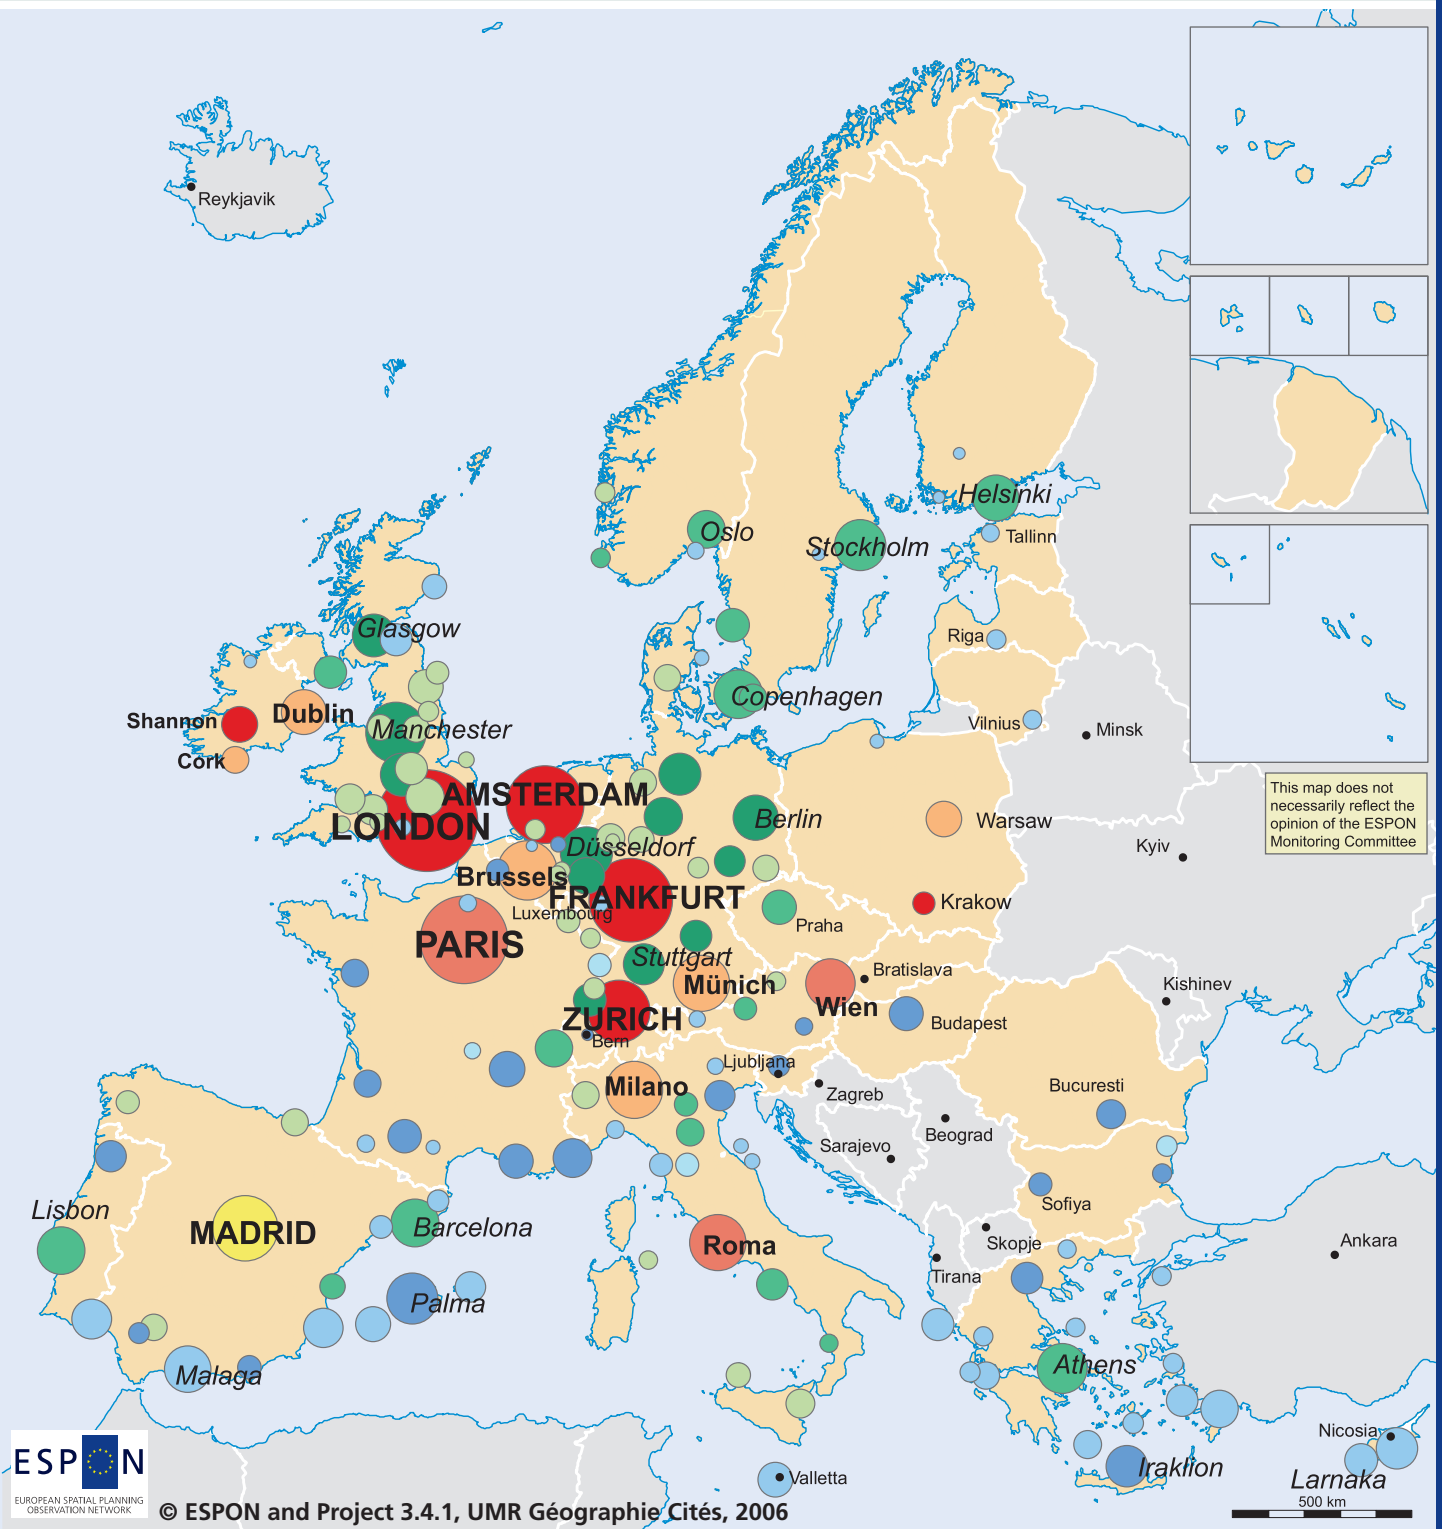 Reykjavik
Helsinki
Oslo
Stockholm
Tallinn
Glasgow
Riga
Copenhagen
Shannon
Dublin
Manchester
Vilnius
Minsk
Cork
AMSTERDAM
LONDON
Berlin
Warsaw
This map does not
necessarily reflect the
opinion of the ESPON
Monitoring Committee
Düsseldorf
Kyiv
Brussels
FRANKFURT
Krakow
Luxembourg
Praha
PARIS
Stuttgart
Bratislava
Münich
Kishinev
Wien
ZURICH
Budapest
Bern
Ljubljana
Milano
Zagreb
Bucuresti
Beograd
Sarajevo
Lisbon
Sofiya
MADRID
Barcelona
Roma
Skopje
Ankara
Tirana
Palma
Athens
Malaga
Nicosia
Iraklion
Valletta
Larnaka
ESPON
EUROPEAN SPATIAL PLANNING
OBSERVATION NETWORK
500 km
© ESPON and Project 3.4.1, UMR Géographie Cités, 2006